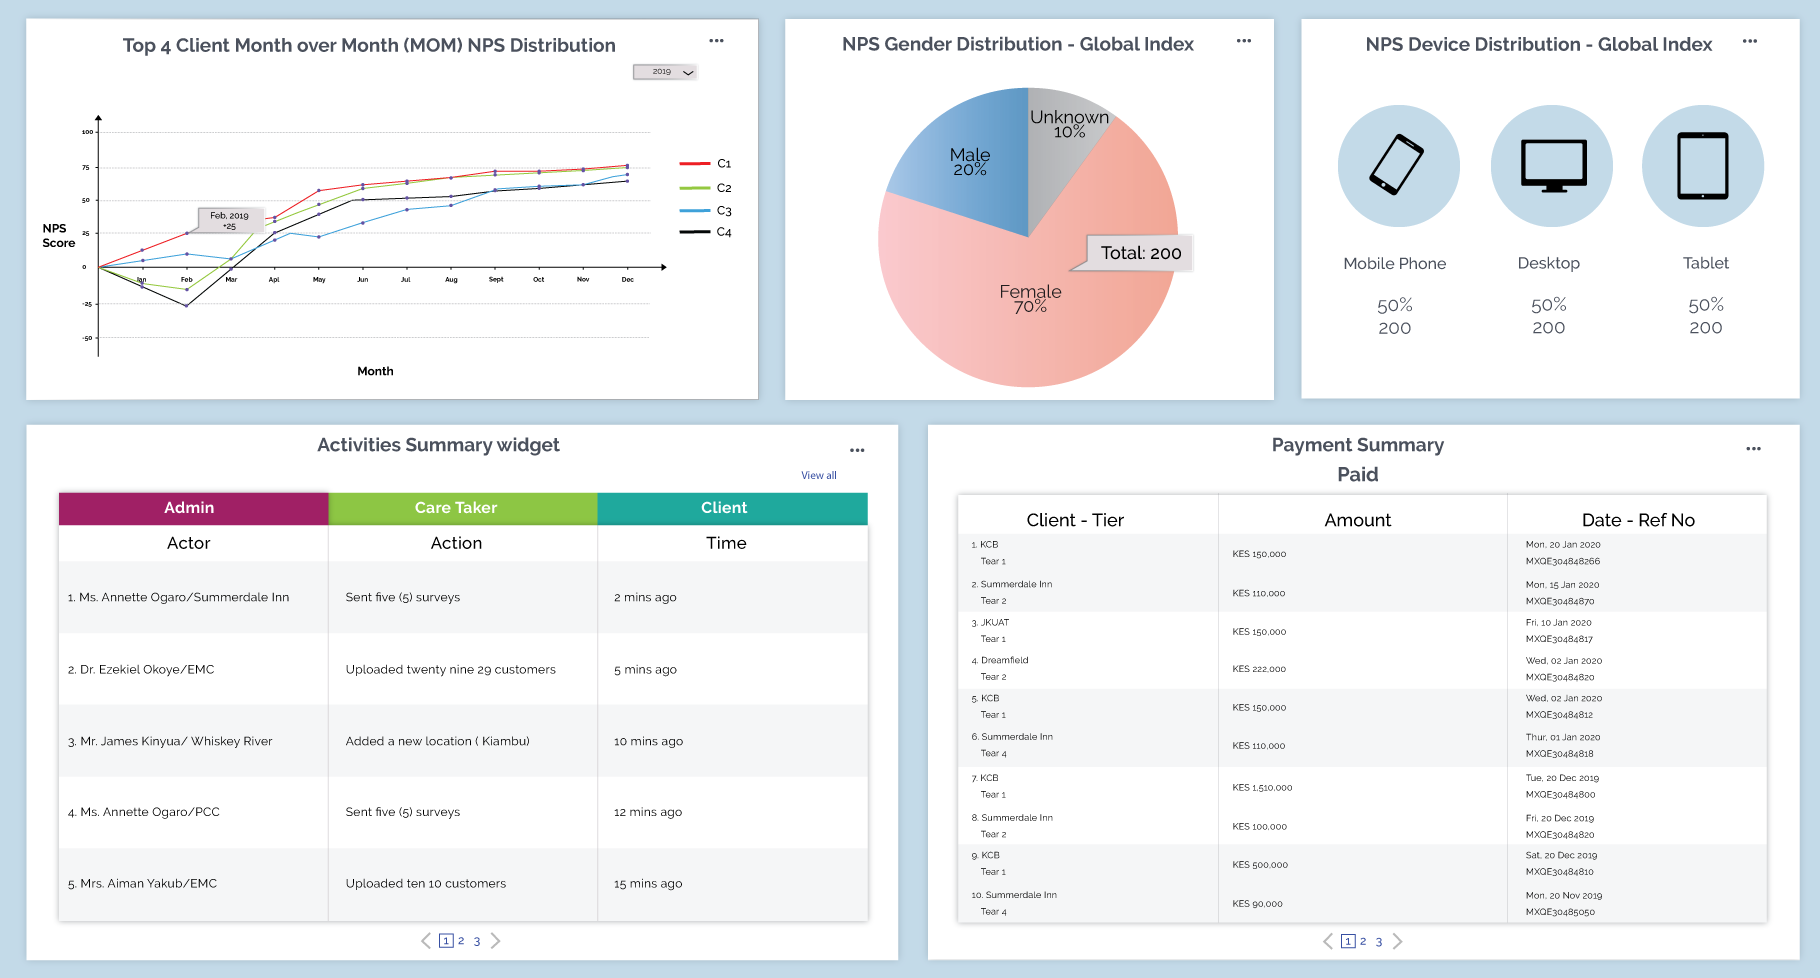 Top 4 Client Month over Month (MOM) NPS Distribution
2019
100
75
50
25
0
-25
-50
NPS
Score
Feb, 2019
+25
Jan Feb Mar Apl May Jun Jul Aug Sept Oct Nov Dec
Month
C1
C2
C3
C4
NPS Gender Distribution - Global Index
Unknown
10%
Male
20%
Total: 200
Female
70%
NPS Device Distribution - Global Index
Mobile Phone Desktop Tablet
50% 50% 50%
200 200 200
Activities Summary widget
View all
Admin Care Taker Client
Actor Action Time
1. Ms. Annette Ogaro/Summerdale Inn Sent five (5) surveys 2 mins ago
2. Dr. Ezekiel Okoye/EMC Uploaded twenty nine 29 customers 5 mins ago
3. Mr. James Kinyua/ Whiskey River Added a new location ( Kiambu) 10 mins ago
4. Ms. Annette Ogaro/PCC Sent five (5) surveys 12 mins ago
5. Mrs. Aiman Yakub/EMC Uploaded ten 10 customers 15 mins ago
1 2 3
Payment Summary
Paid
Client - Tier Amount Date - Ref No
1. KCB Mon, 20 Jan 2020
KES 150,000
Tear 1 MXQE304848266
2. Summerdale Inn Mon, 15 Jan 2020
KES 110,000
Tear 2 MXQE30484870
3. JKUAT Fri, 10 Jan 2020
KES 150,000
Tear 1 MXQE30484817
4. Dreamfield Wed, 02 Jan 2020
KES 222,000
Tear 2 MXQE30484820
5. KCB Wed, 02 Jan 2020
KES 150,000
Tear 1 MXQE30484812
6. Summerdale Inn Thur, 01 Jan 2020
KES 110,000
Tear 4 MXQE30484818
7. KCB Tue, 20 Dec 2019
KES 1,510,000
Tear 1 MXQE30484800
8. Summerdale Inn Fri, 20 Dec 2019
KES 100,000
Tear 2 MXQE30484820
9. KCB Sat, 20 Dec 2019
KES 500,000
Tear 1 MXQE30484810
10. Summerdale Inn Mon, 20 Nov 2019
KES 90,000
Tear 4 MXQE30485050
1 2 3